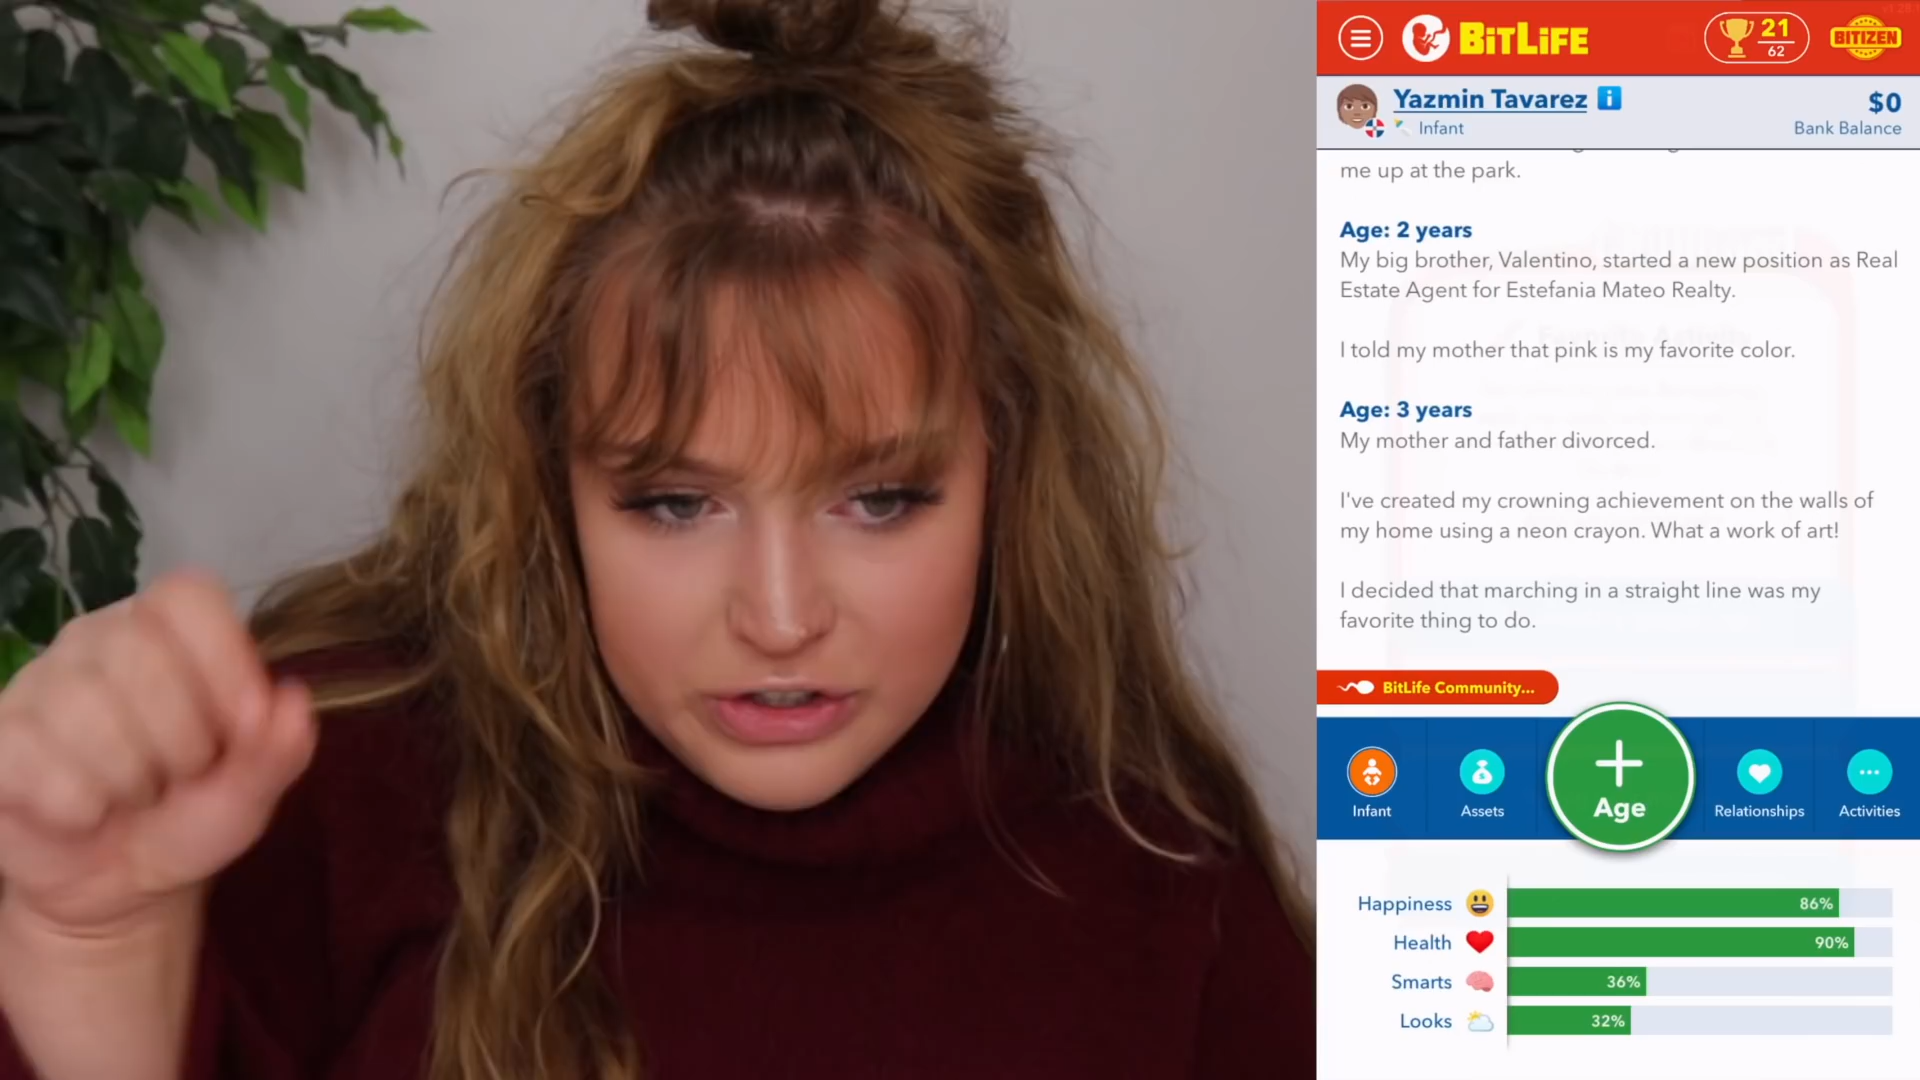 BiTLiFE
21
62
BITIZEN
Yazmin Tavarez
$0
Infant
Bank Balance
me up at the park.
Age: 2 years
My big brother, Valentino, started a new position as Real
Estate Agent for Estefania Mateo Realty.
I told my mother that pink is my favorite color.
Age: 3 years
My mother and father divorced.
I've created my crowning achievement on the walls of
my home using a neon crayon. What a work of art!
I decided that marching in a straight line was my
favorite thing to do.
BitLife Community...
Infant
Assets
Age
Relationships
Activities
Happiness 86%
Health 90%
Smarts 36%
Looks 32%